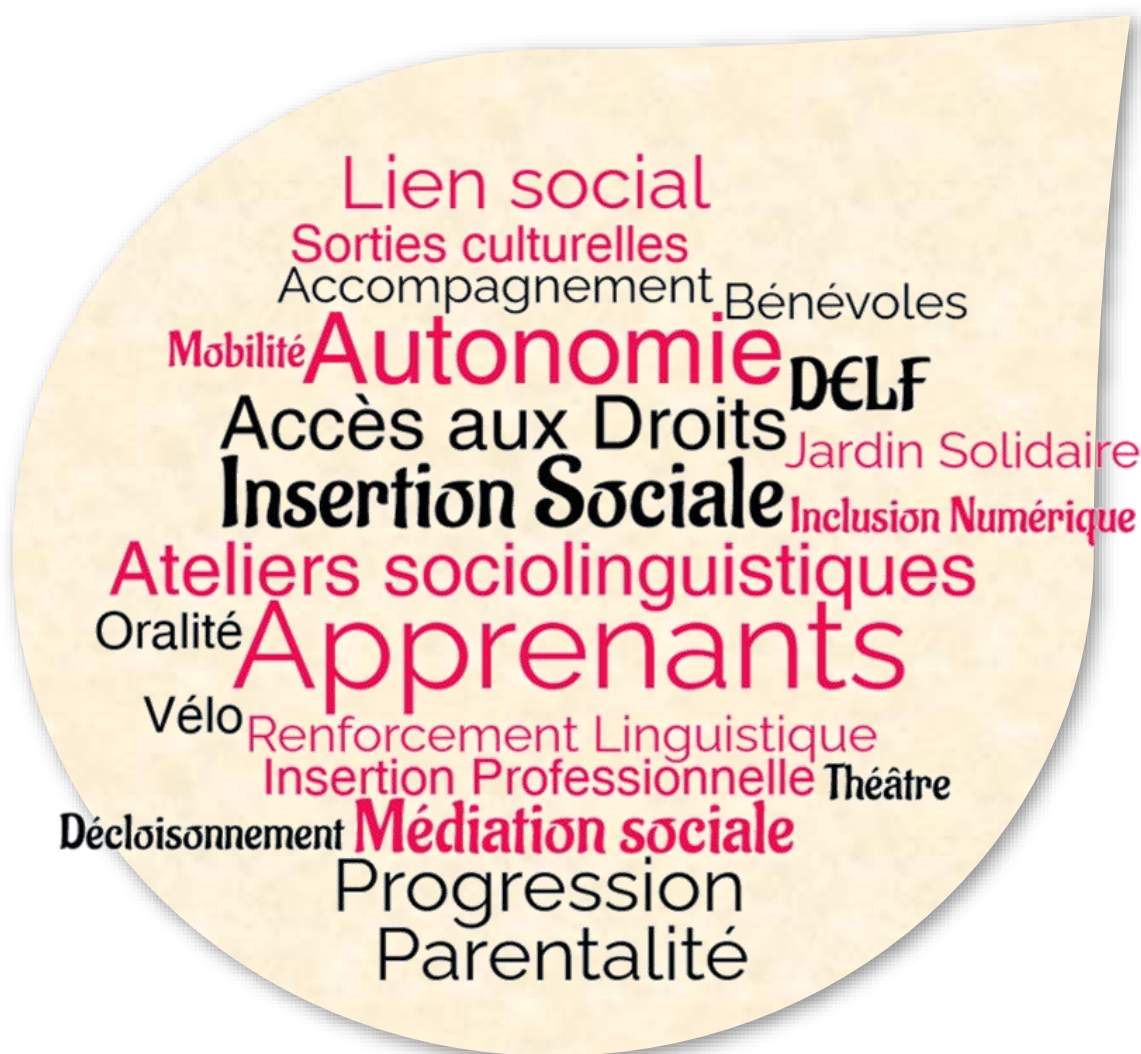 Lien social
Sorties culturelles
Accompagnement Bénévoles
Mobilité Autonomie DELF
Accès aux Droits Jardin Solidaire
Insertion Sociale Inclusion Numérique
Ateliers sociolinguistiques
Oralité Apprenants
Vélo Renforcement Linguistique
Insertion Professionnelle Théâtre
Décloisonnement Médiation sociale
Progression
Parentalité